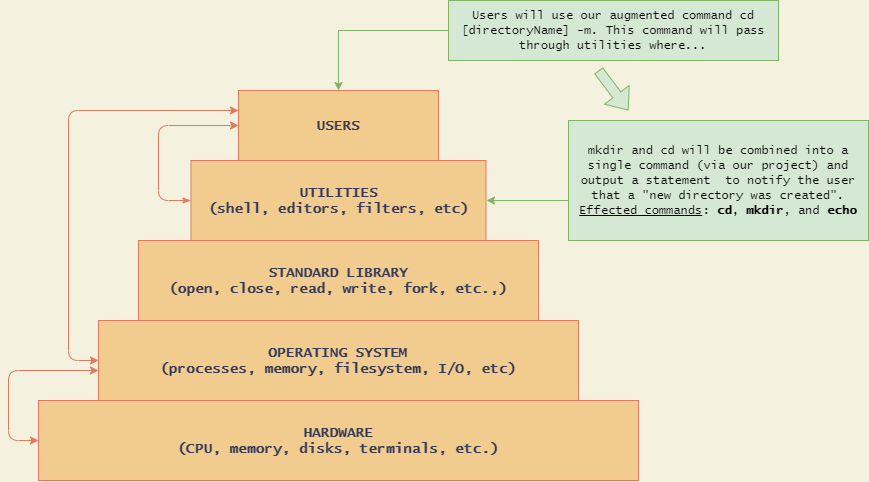 Users will use our augmented command cd
[directoryName] -m. This command will pass
through utilities where...
mkdir and cd will be combined into a
single command (via our project) and
output a statement to notify the user
that a "new directory was created".
Effected commands: cd, mkdir, and echo
USERS
UTILITIES
(shell, editors, filters, etc)
STANDARD LIBRARY
(open, close, read, write, fork, etc.,)
OPERATING SYSTEM
(processes, memory, filesystem, I/O, etc)
HARDWARE
(CPU, memory, disks, terminals, etc.)